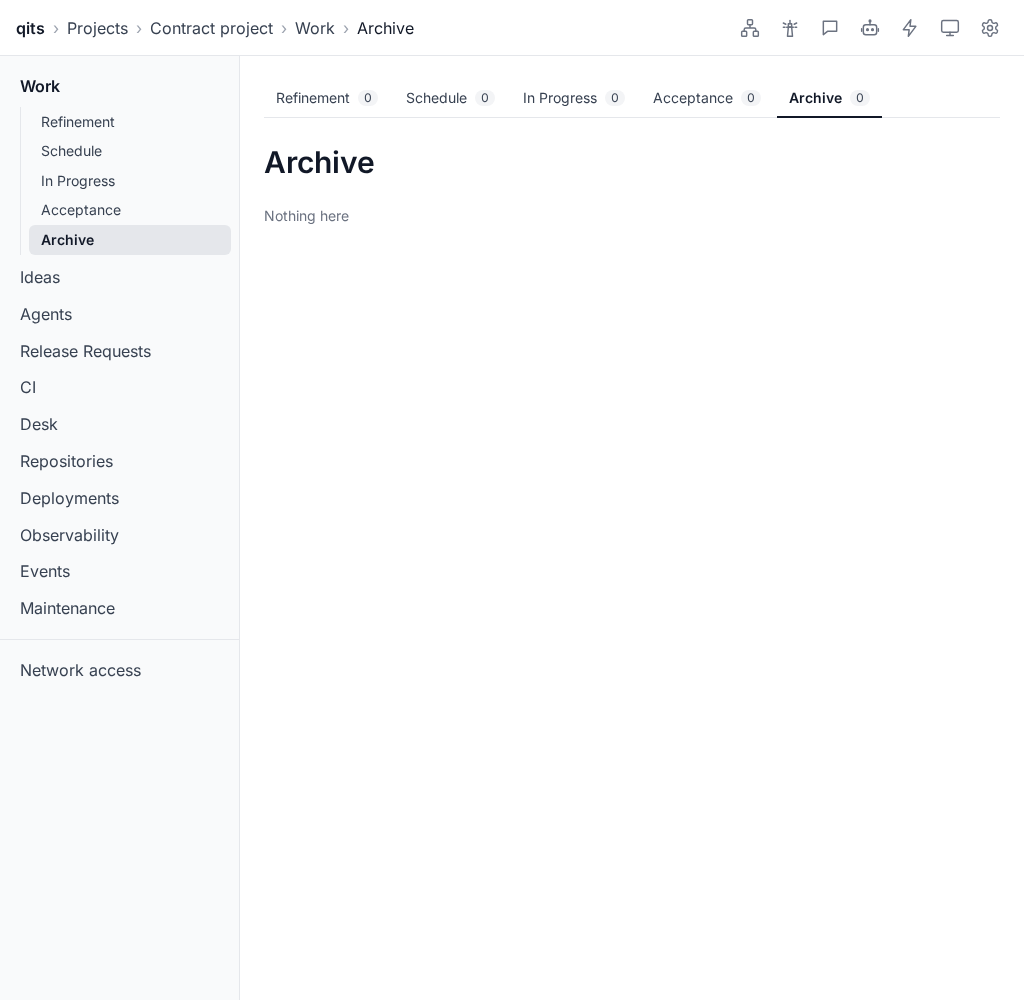 qits › Projects › Contract project › Work › Archive
Work
Refinement
Schedule
In Progress
Acceptance
Archive
Ideas
Agents
Release Requests
CI
Desk
Repositories
Deployments
Observability
Events
Maintenance
Network access
Refinement 0 Schedule 0 In Progress 0 Acceptance 0 Archive 0
Archive
Nothing here